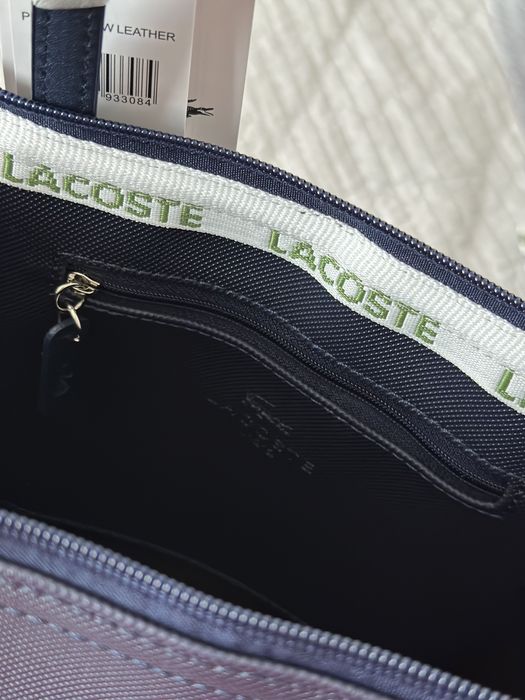 W LEATHER
933084
LACOSTE
LACOSTE
L
LACOSTE